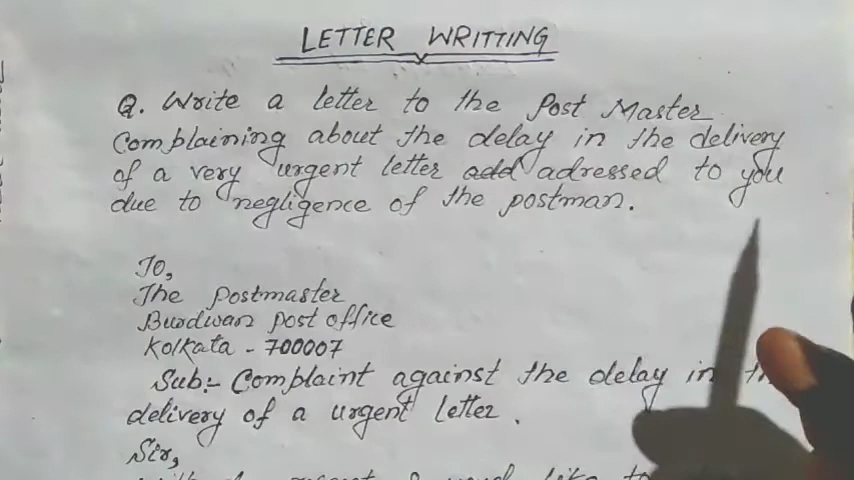 LETTER WRITTING
Q. Write a letter to the Post Master
Complaining about the delay in the delivery
of a very urgent letter add adressed to you
due to negligence of the postman.
To,
The Postmaster
Burdwan post office
Kolkata - 700007
Sub:- Complaint against the delay in
delivery of a urgent letter.
Sir,